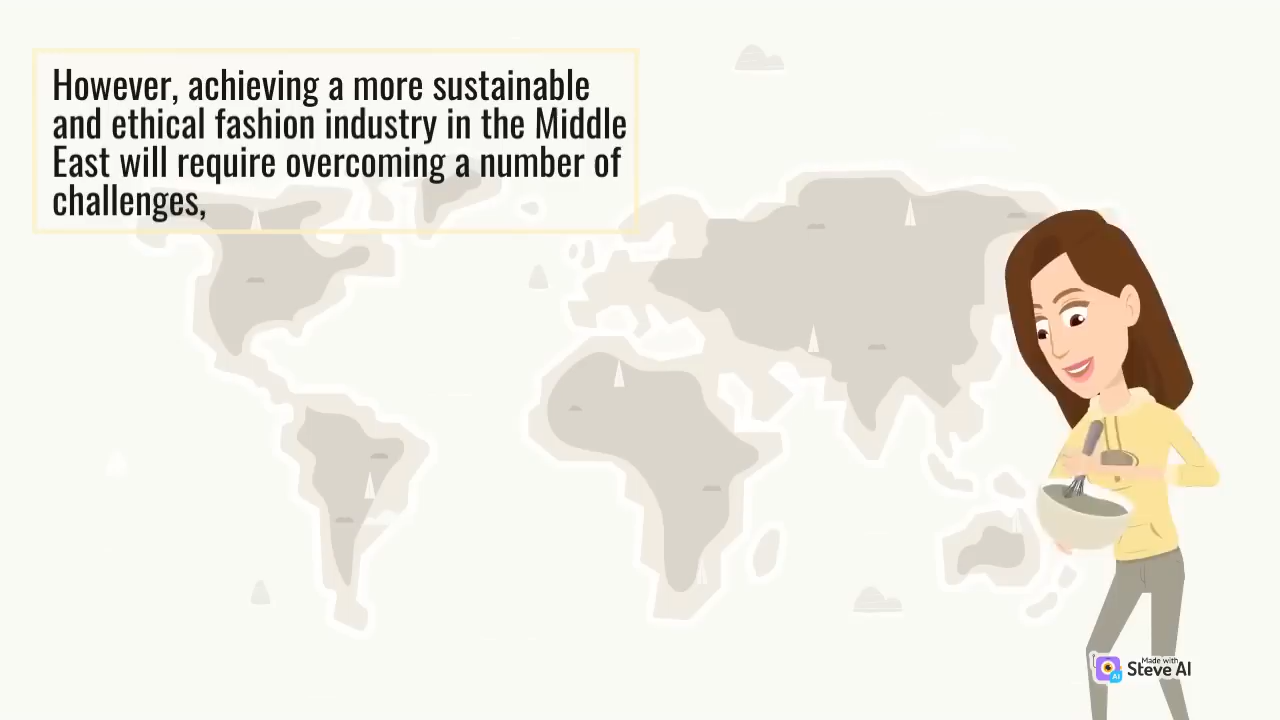 However, achieving a more sustainable
and ethical fashion industry in the Middle
East will require overcoming a number of
challenges,
Made with
Steve AI
AI